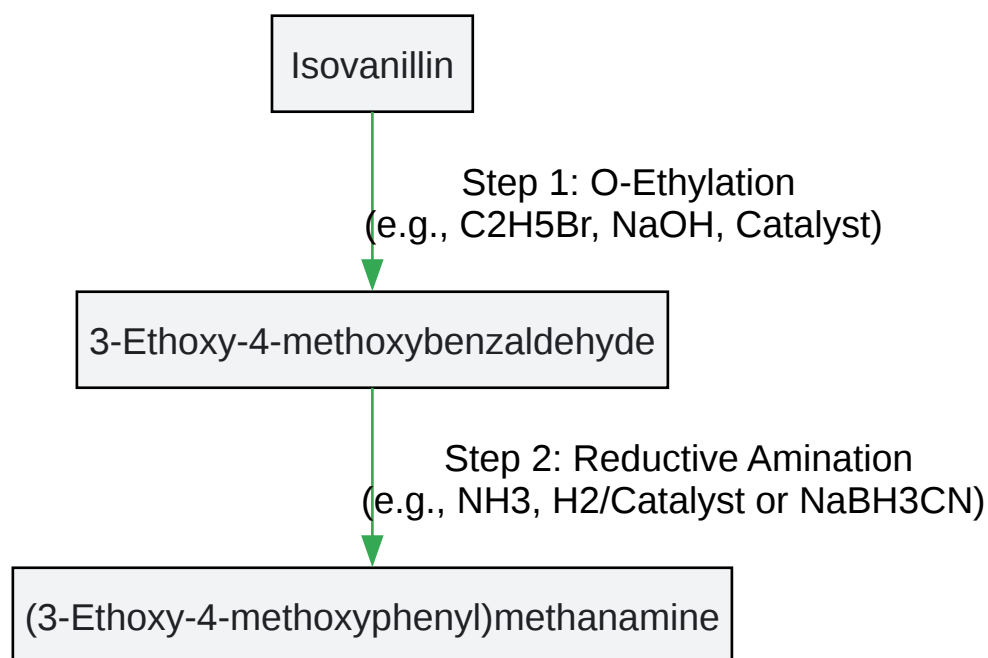 Isovanillin
Step 1: O-Ethylation
(e.g., C2H5Br, NaOH, Catalyst)
3-Ethoxy-4-methoxybenzaldehyde
Step 2: Reductive Amination
(e.g., NH3, H2/Catalyst or NaBH3CN)
(3-Ethoxy-4-methoxyphenyl)methanamine